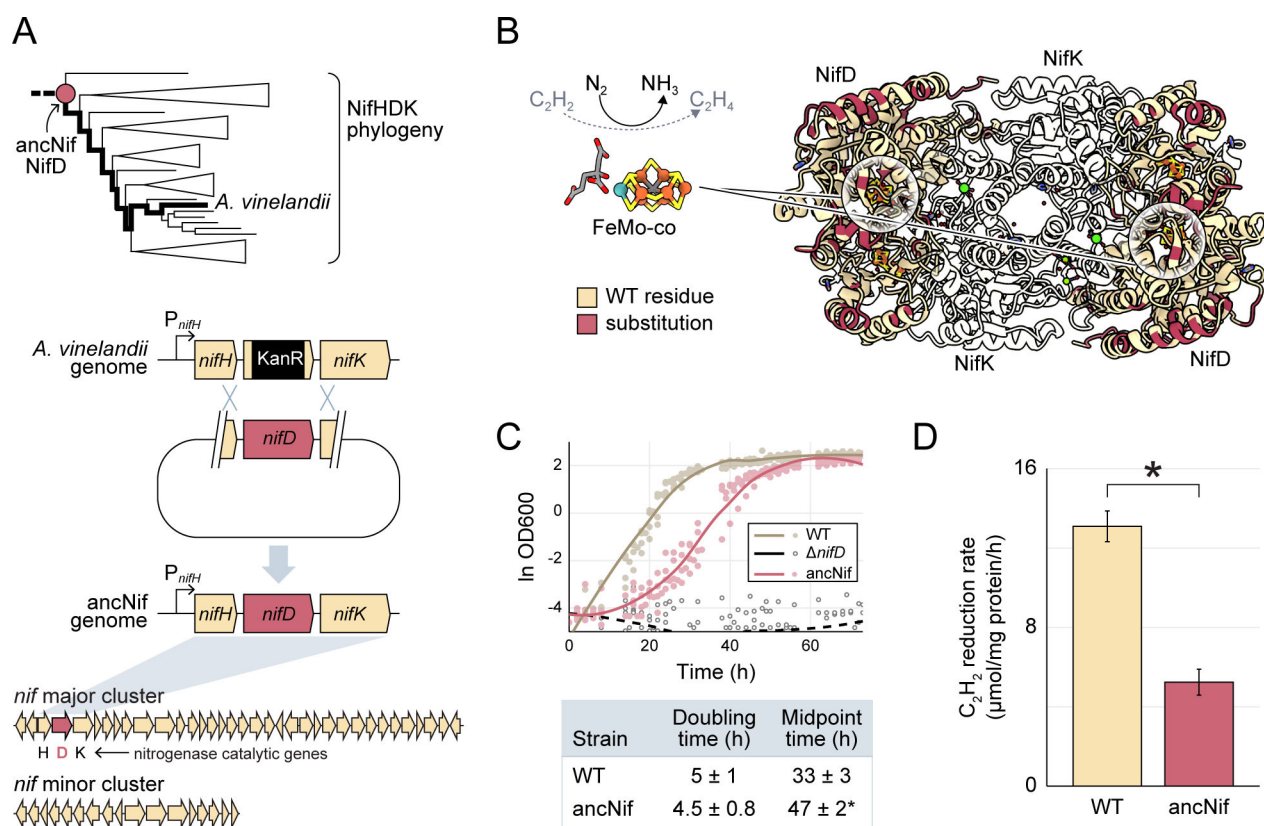 A
ancNif
NifD
NifHDK
phylogeny
A. vinelandii
PnifH
A. vinelandii
genome
nifH
KanR
nifK
nifD
PnifH
ancNif
genome
nifH
nifD
nifK
nif major cluster
H D K ← nitrogenase catalytic genes
nif minor cluster
B
C₂H₂
N₂
NH₃
C₂H₄
FeMo-co
WT residue
substitution
NifD
NifK
NifK
NifD
C
ln OD600
2
0
-2
-4
0 20 40 60
Time (h)
WT
ΔnifD
ancNif
Strain Doubling time (h) Midpoint time (h)
WT 5 ± 1 33 ± 3
ancNif 4.5 ± 0.8 47 ± 2*
D
C₂H₂ reduction rate
(μmol/mg protein/h)
16
8
0
*
WT ancNif